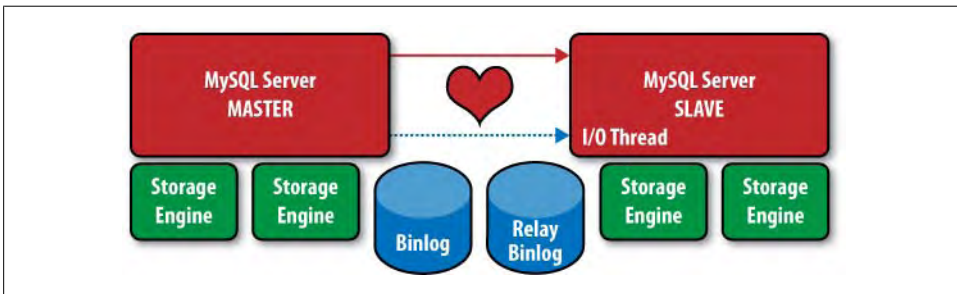 MySQL Server
MASTER
MySQL Server
SLAVE
I/O Thread
Storage
Engine
Storage
Engine
Binlog
Relay
Binlog
Storage
Engine
Storage
Engine